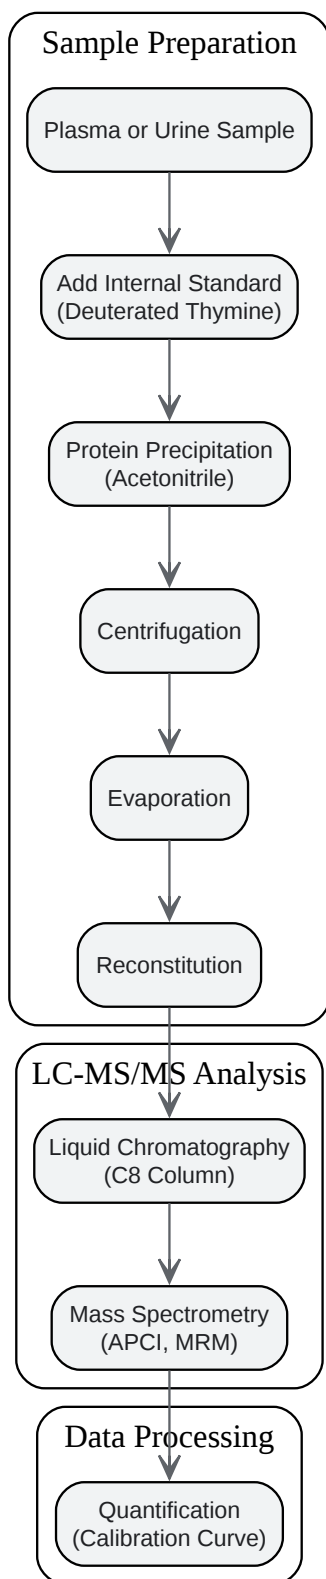 Sample Preparation
Plasma or Urine Sample
Add Internal Standard
(Deuterated Thymine)
Protein Precipitation
(Acetonitrile)
Centrifugation
Evaporation
Reconstitution
LC-MS/MS Analysis
Liquid Chromatography
(C8 Column)
Mass Spectrometry
(APCI, MRM)
Data Processing
Quantification
(Calibration Curve)